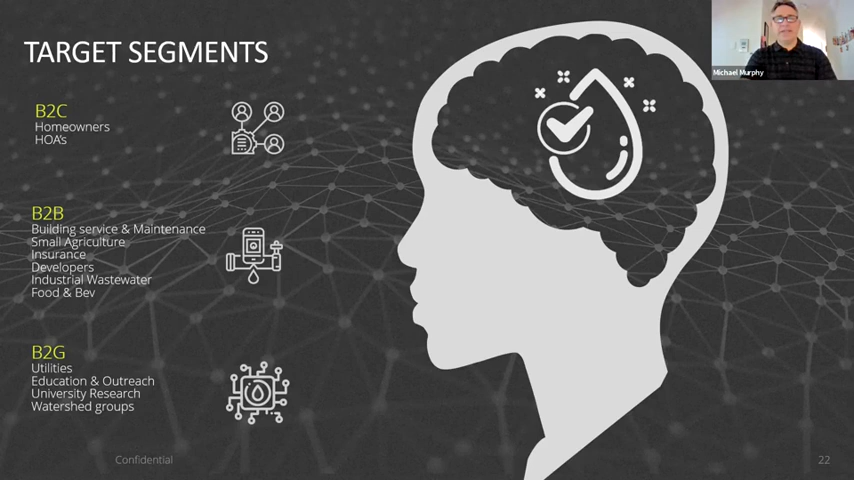 TARGET SEGMENTS
Michael Murphy
B2C
Homeowners
HOA's
B2B
Building service & Maintenance
Small Agriculture
Insurance
Developers
Industrial Wastewater
Food & Bev
B2G
Utilities
Education & Outreach
University Research
Watershed groups
Confidential
22